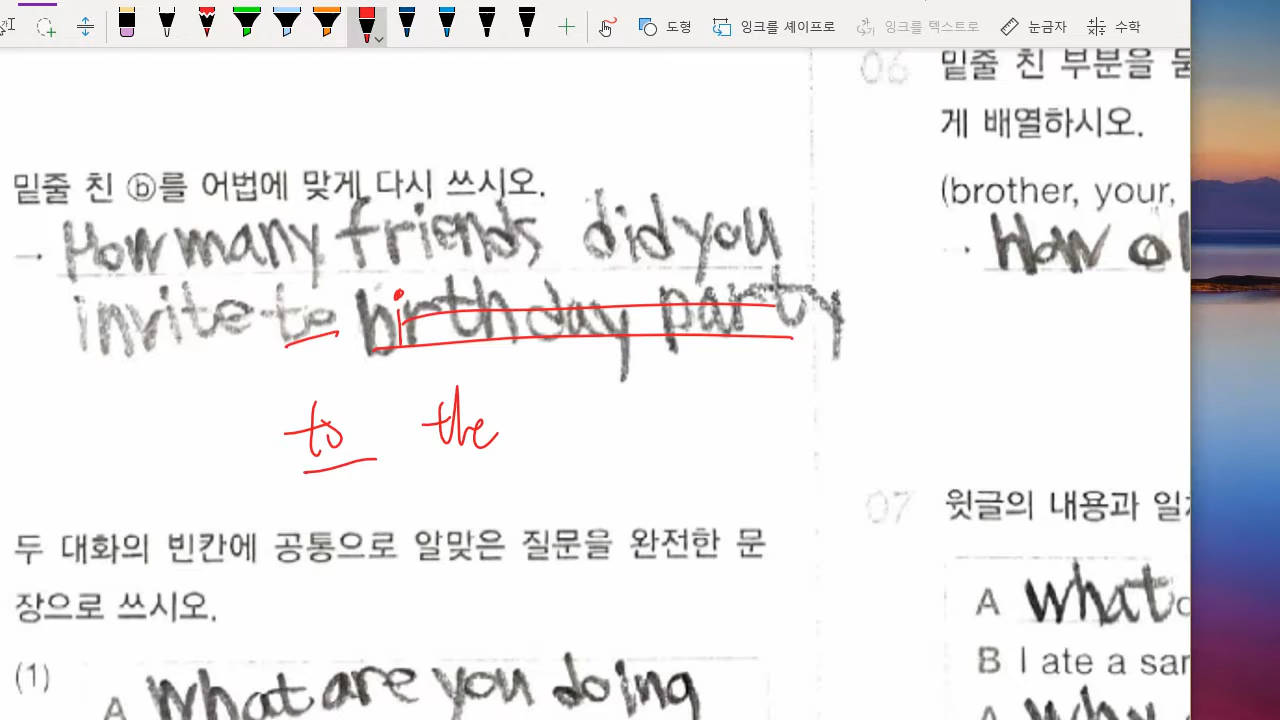 도형 잉크를 셰이프로 잉크를 텍스트로 눈금자 수학
밑줄 친 ⓑ를 어법에 맞게 다시 쓰시오.
→ How many friends did you
invite to birthday party
to the
두 대화의 빈칸에 공통으로 알맞은 질문을 완전한 문
장으로 쓰시오.
(1)
A What are you doing
06 밑줄 친 부분을
게 배열하시오.
(brother, your,
→ How ol
07 윗글의 내용과
A what
B I ate a
A Why